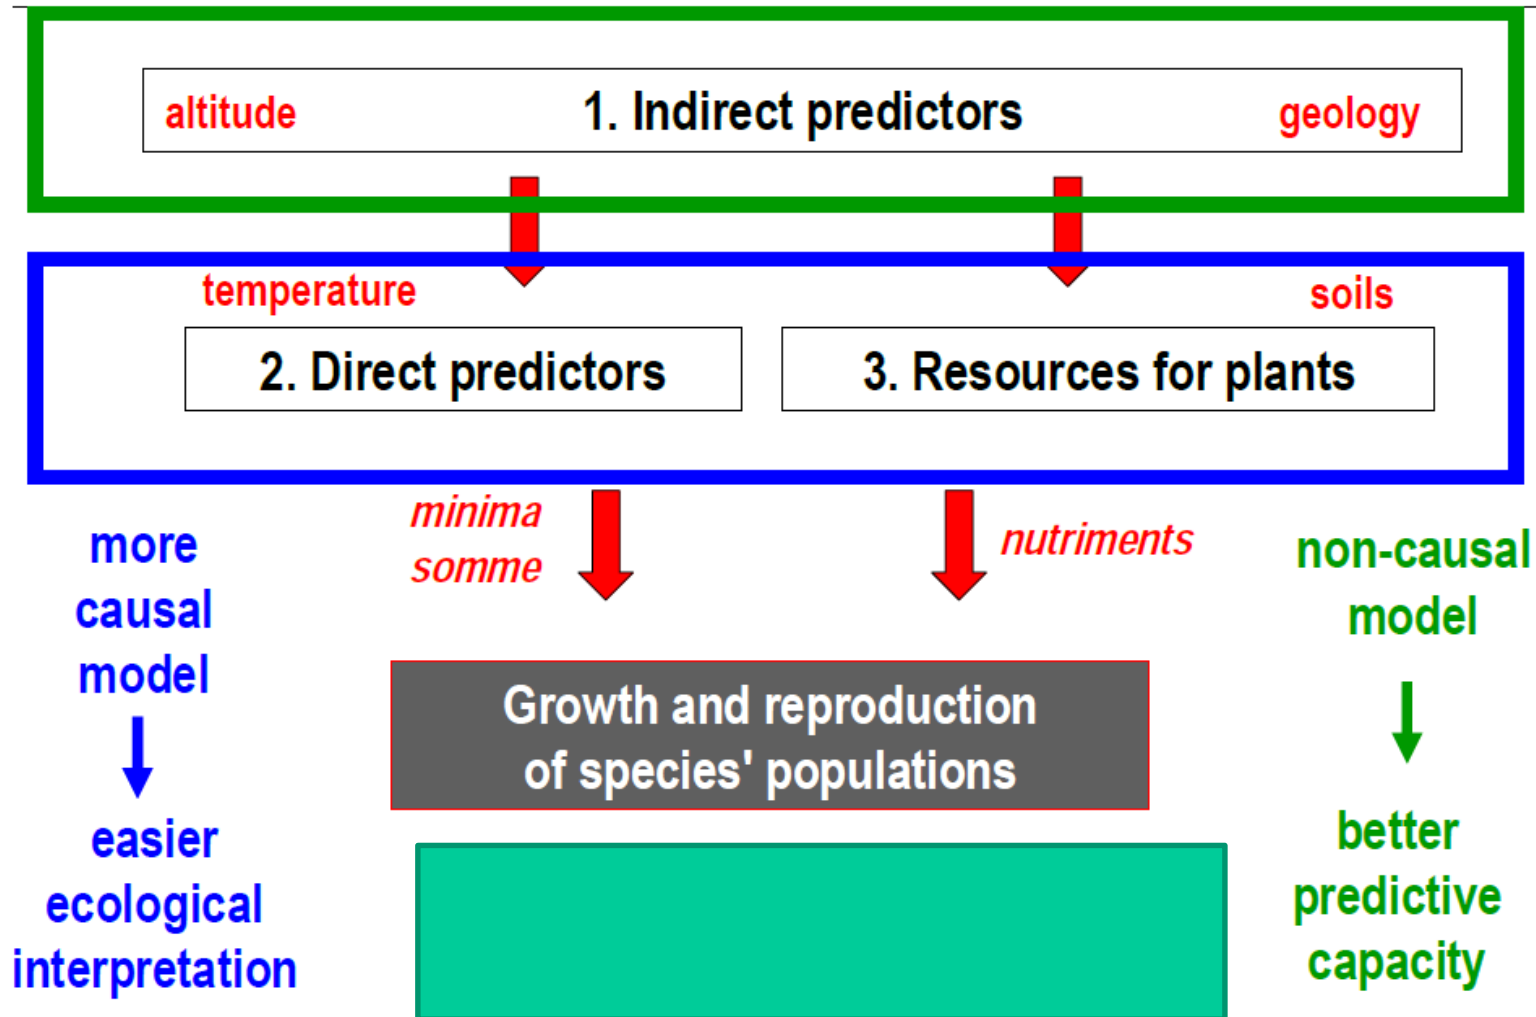 altitude 1. Indirect predictors geology
temperature soils
2. Direct predictors 3. Resources for plants
minima
somme
nutriments
more
causal
model
non-causal
model
Growth and reproduction
of species' populations
easier
ecological
interpretation
better
predictive
capacity